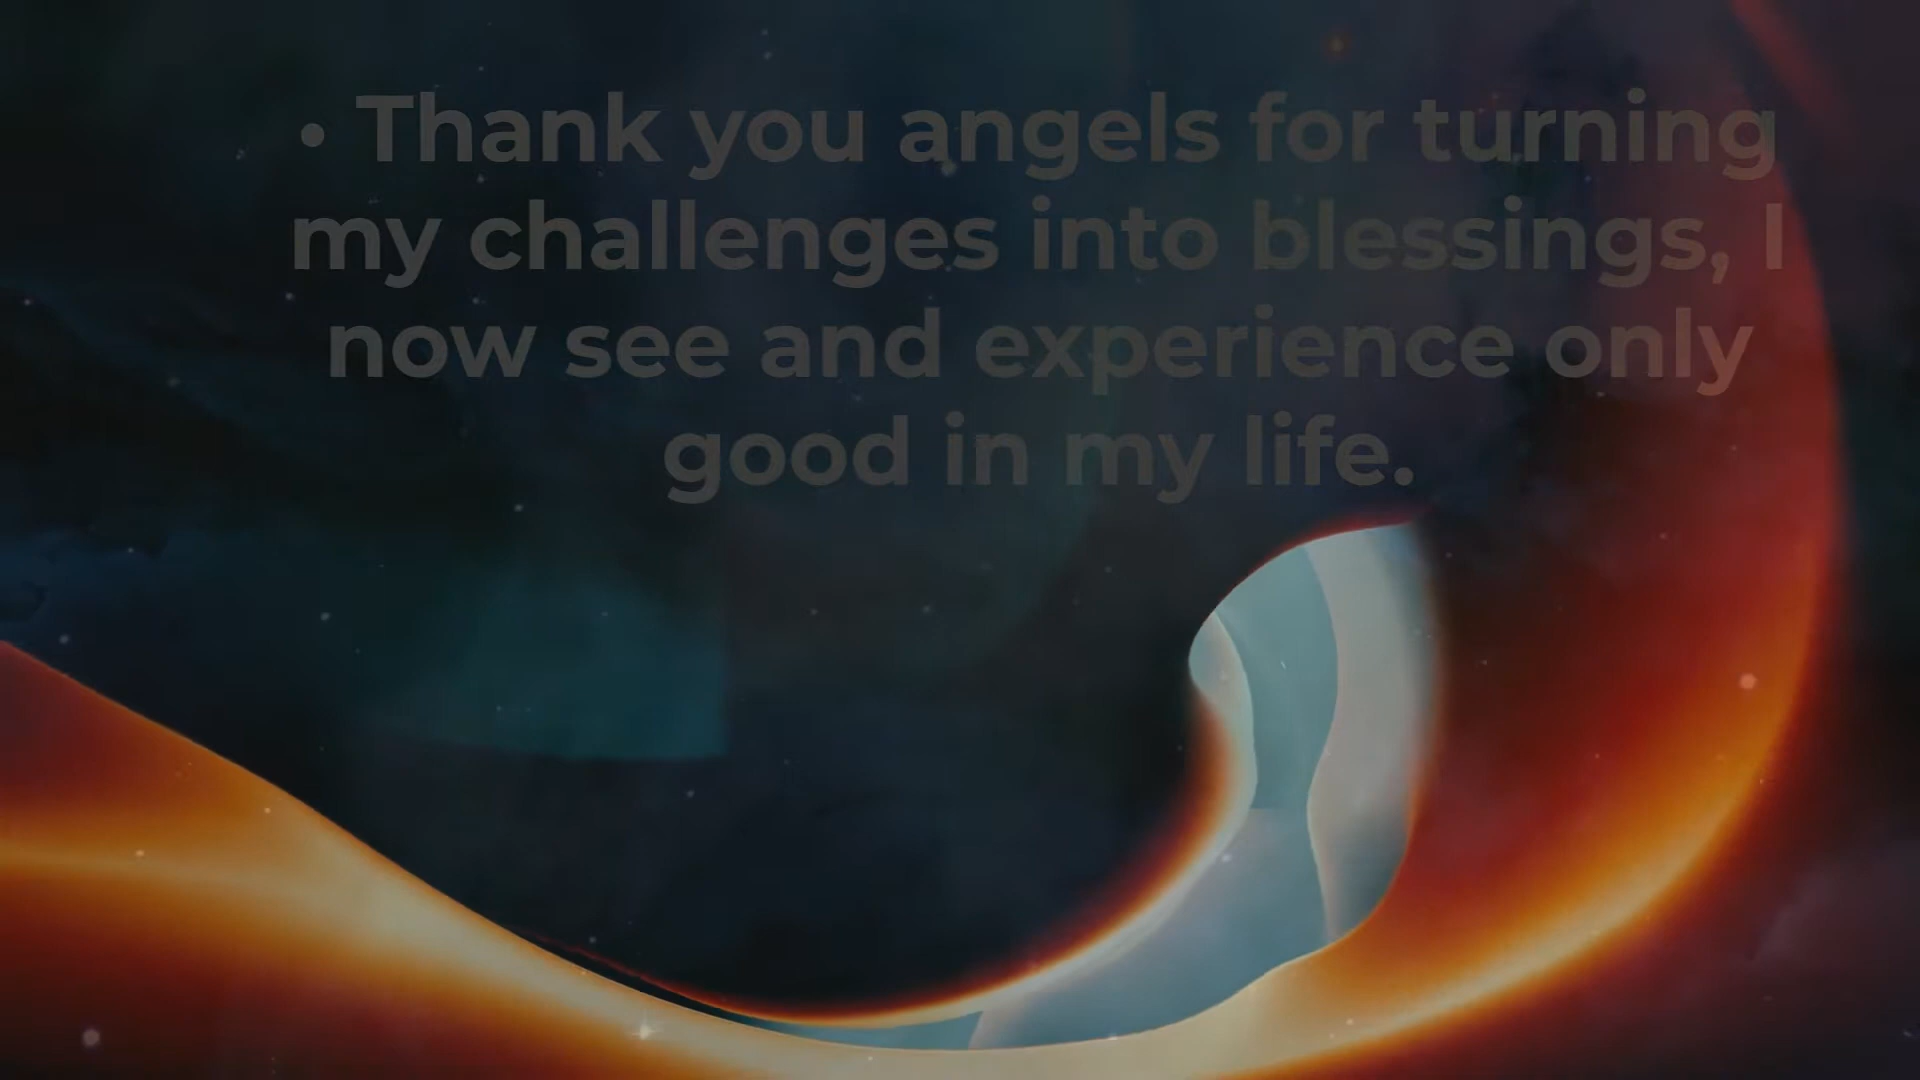 • Thank you angels for turning
my challenges into blessings, I
now see and experience only
good in my life.